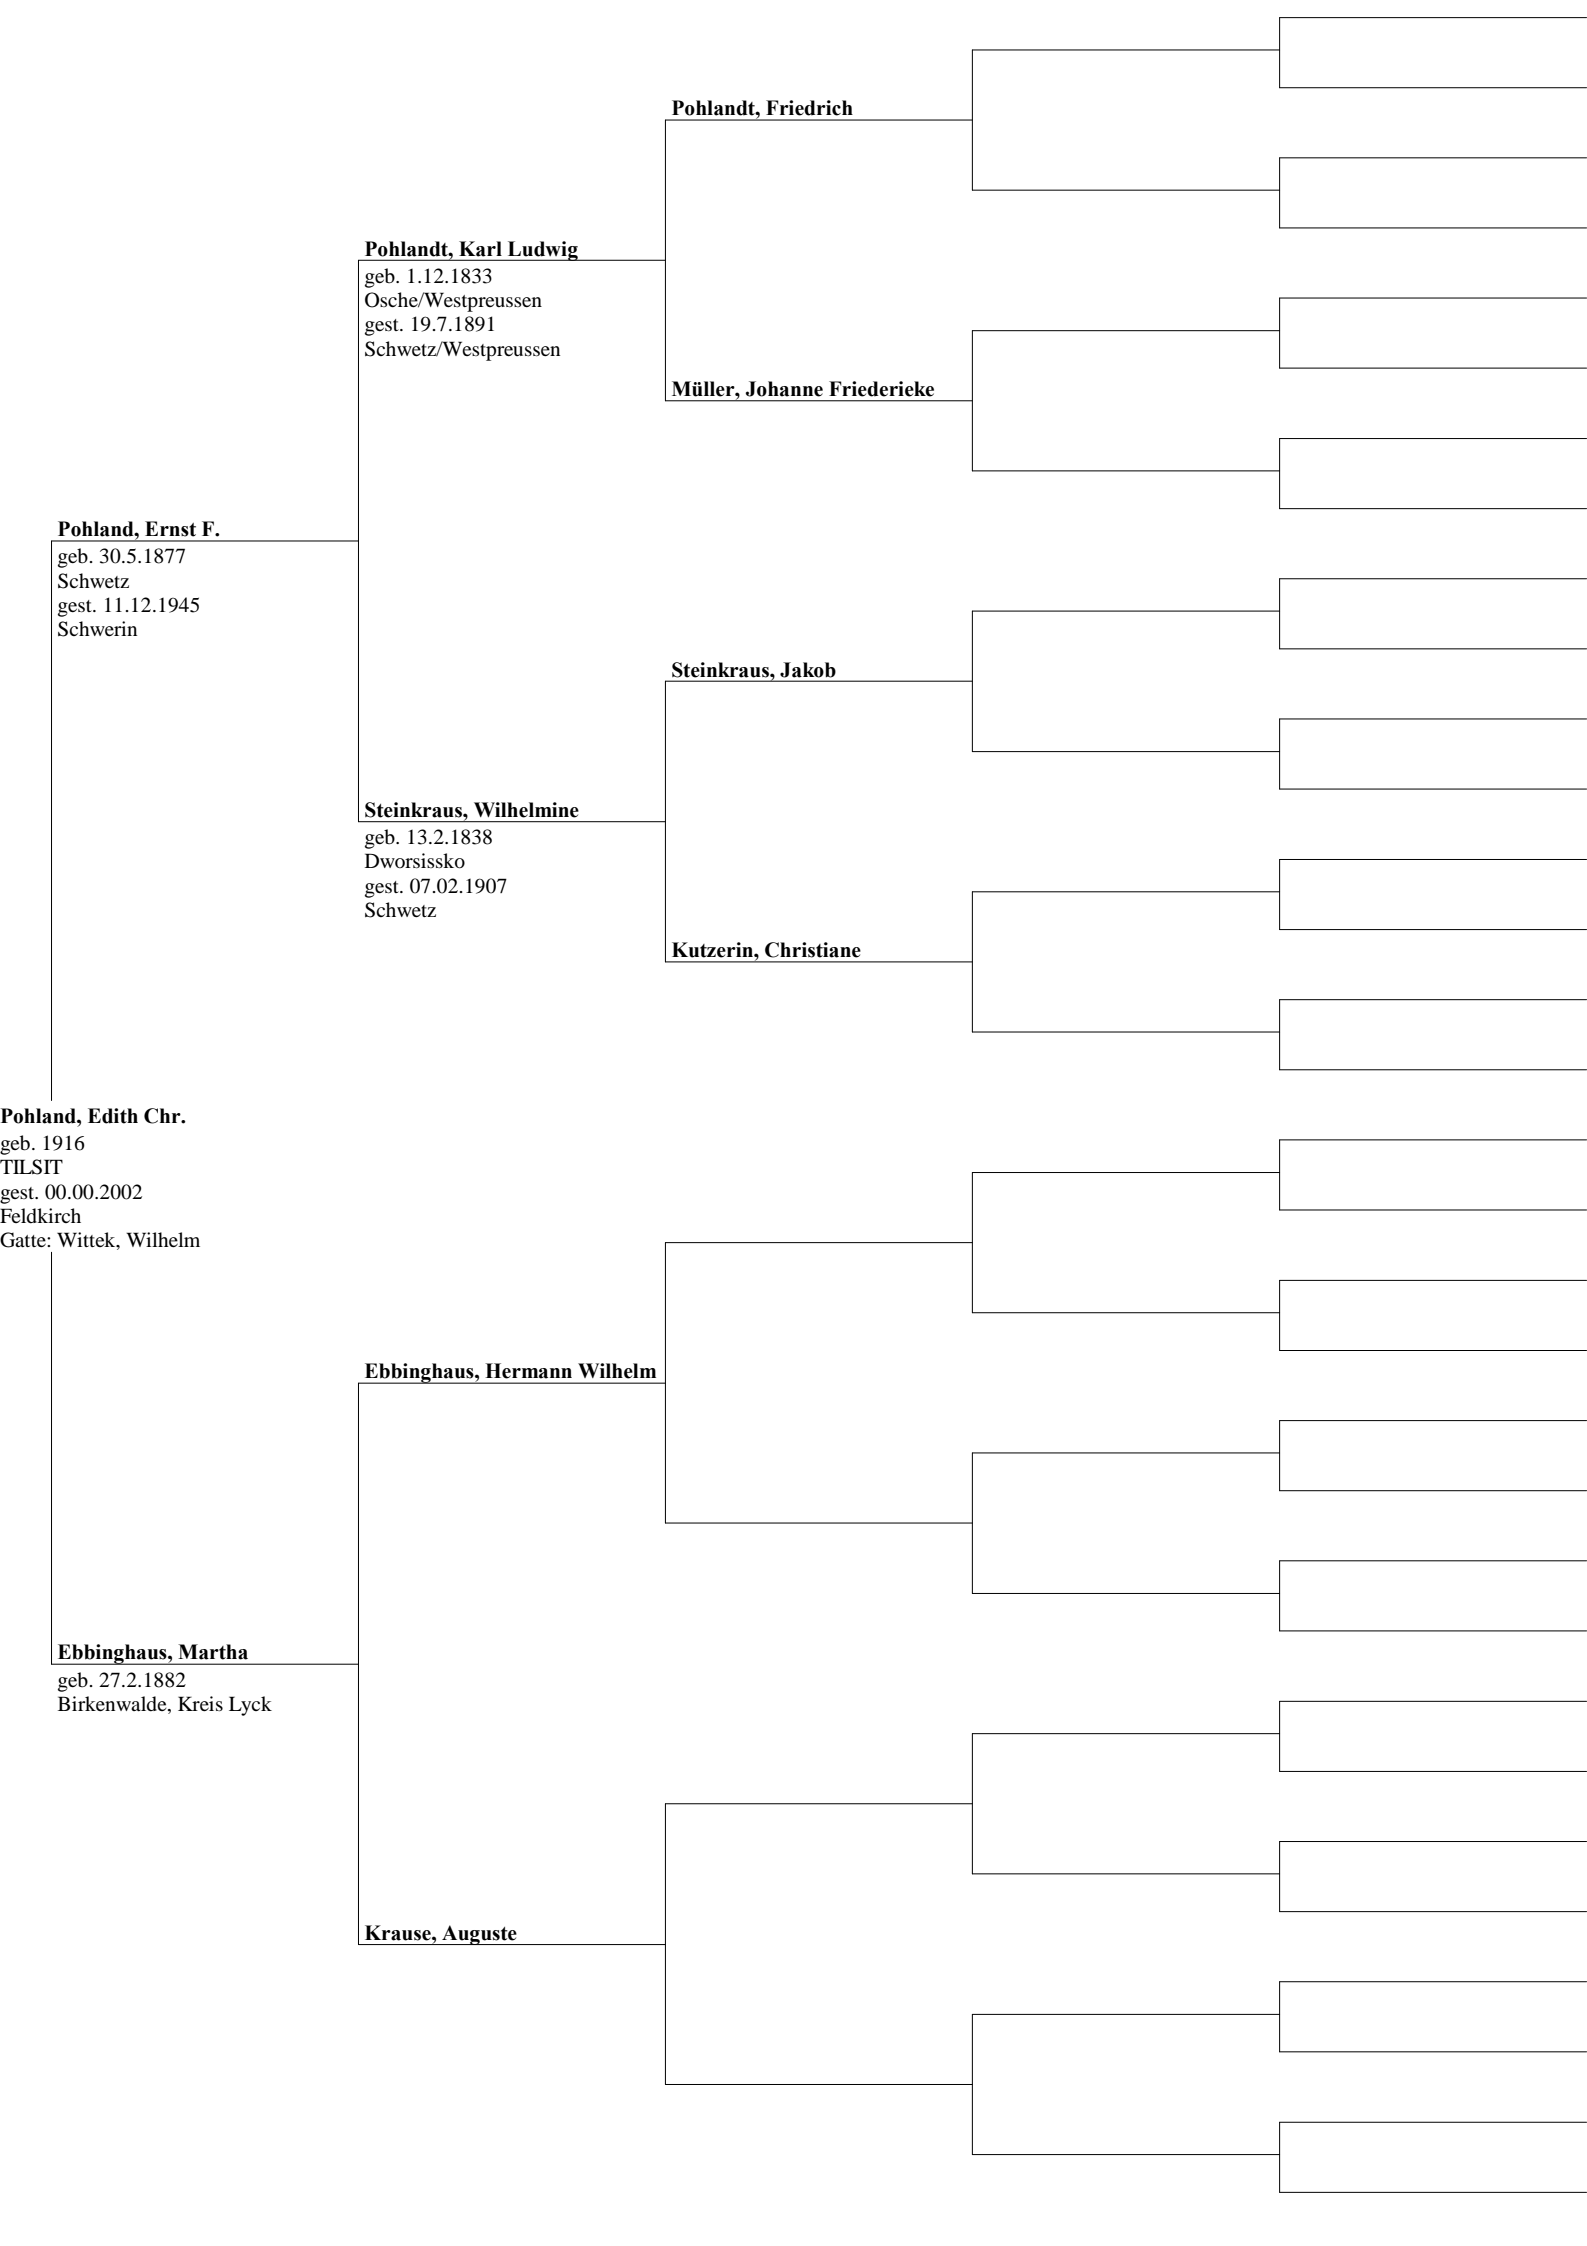 Pohlandt, Friedrich
Pohlandt, Karl Ludwig
geb. 1.12.1833
Osche/Westpreussen
gest. 19.7.1891
Schwetz/Westpreussen
Müller, Johanne Friederieke
Pohland, Ernst F.
geb. 30.5.1877
Schwetz
gest. 11.12.1945
Schwerin
Steinkraus, Jakob
Steinkraus, Wilhelmine
geb. 13.2.1838
Dworsissko
gest. 07.02.1907
Schwetz
Kutzerin, Christiane
Pohland, Edith Chr.
geb. 1916
TILSIT
gest. 00.00.2002
Feldkirch
Gatte: Wittek, Wilhelm
Ebbinghaus, Hermann Wilhelm
Ebbinghaus, Martha
geb. 27.2.1882
Birkenwalde, Kreis Lyck
Krause, Auguste